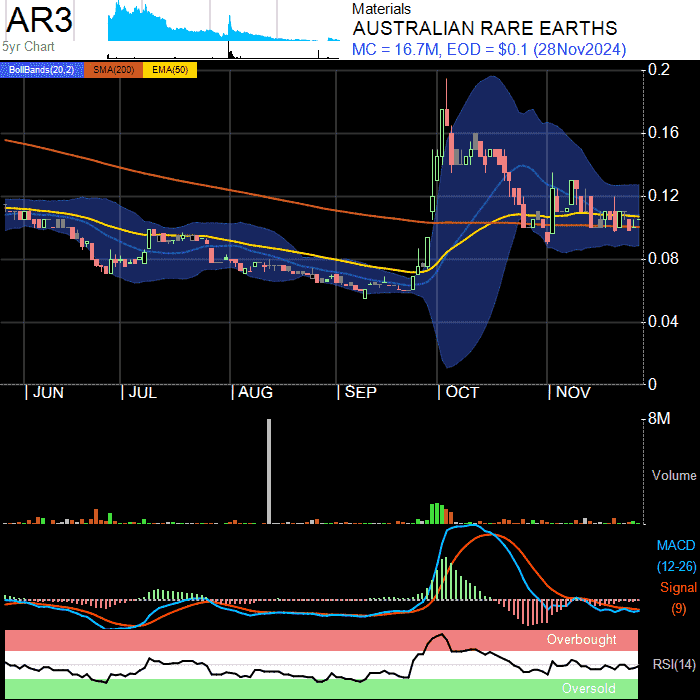 AR3
5yr Chart
Materials
AUSTRALIAN RARE EARTHS
MC = 16.7M, EOD = $0.1 (28Nov2024)
BollBands(20,2) SMA(200) EMA(50)
0.2
0.16
0.12
0.08
0.04
0
JUN JUL AUG SEP OCT NOV
8M
Volume
MACD
(12-26)
Signal
(9)
Overbought
RSI(14)
Oversold